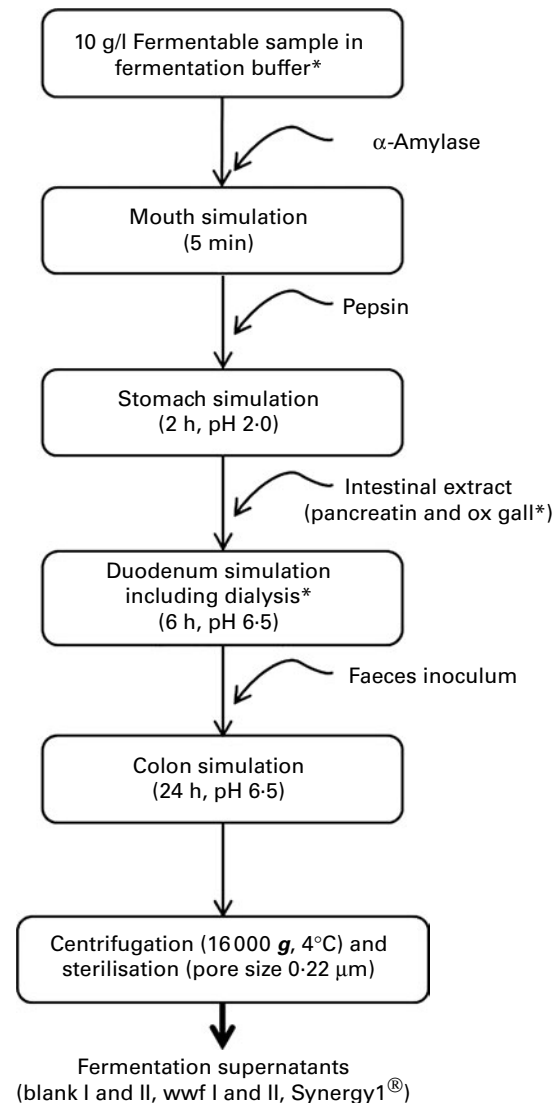 10 g/l Fermentable sample in
fermentation buffer*
α-Amylase
Mouth simulation
(5 min)
Pepsin
Stomach simulation
(2 h, pH 2·0)
Intestinal extract
(pancreatin and ox gall*)
Duodenum simulation
including dialysis*
(6 h, pH 6·5)
Faeces inoculum
Colon simulation
(24 h, pH 6·5)
Centrifugation (16 000 g, 4°C) and
sterilisation (pore size 0·22 μm)
Fermentation supernatants
(blank I and II, wwf I and II, Synergy1®)